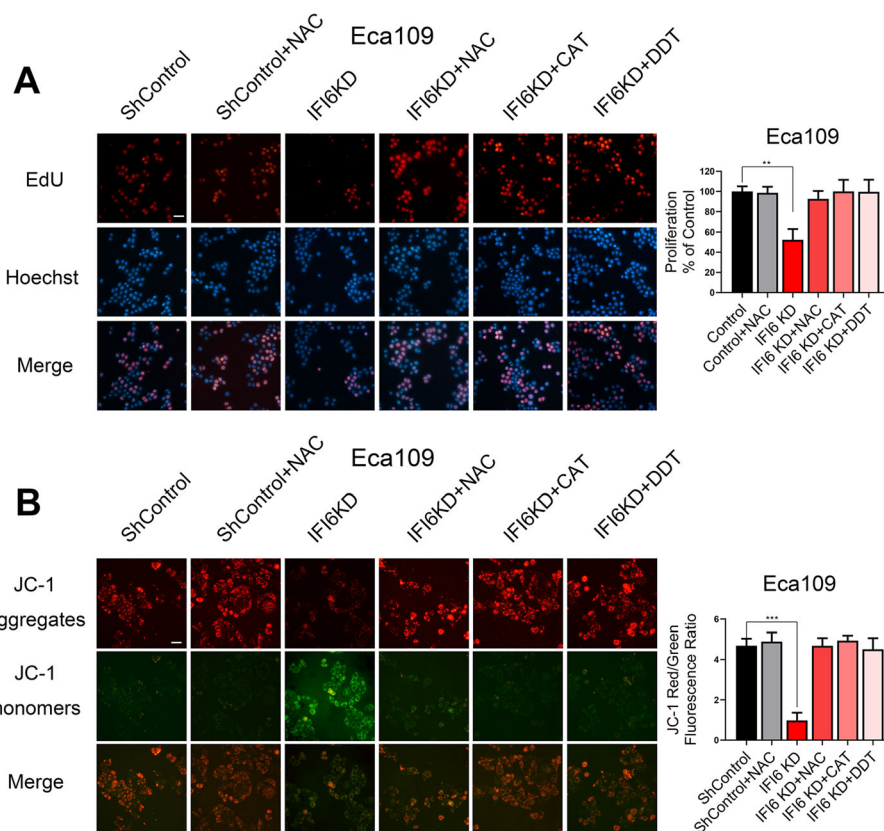 Eca109
A
ShControl
ShControl+NAC
IFI6KD
IFI6KD+NAC
IFI6KD+CAT
IFI6KD+DDT
EdU
Hoechst
Merge
Eca109
**
Proliferation
% of Control
120
100
80
60
40
20
0
Control
Control+NAC
IFI6 KD
IFI6 KD+NAC
IFI6 KD+CAT
IFI6 KD+DDT
Eca109
B
ShControl
ShControl+NAC
IFI6KD
IFI6KD+NAC
IFI6KD+CAT
IFI6KD+DDT
JC-1
ggregates
JC-1
nonomers
Merge
Eca109
***
JC-1 Red/Green
Fluorescence Ratio
6
4
2
0
ShControl
ShControl+NAC
IFI6 KD
IFI6 KD+NAC
IFI6 KD+CAT
IFI6 KD+DDT